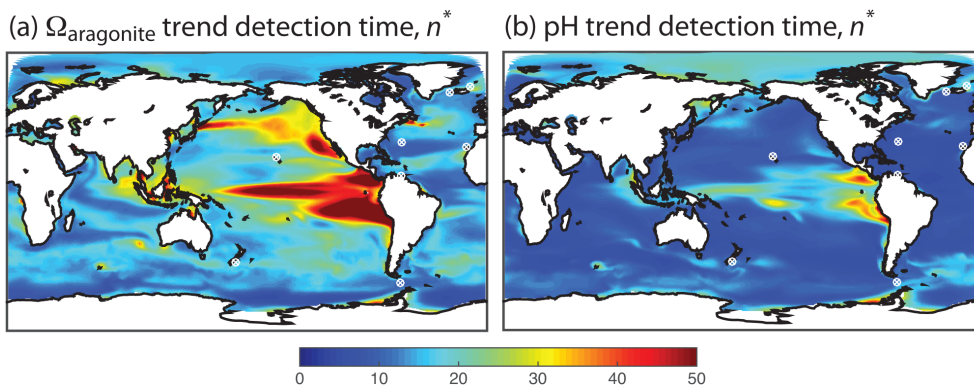 (a) Ωaragonite trend detection time, n*
(b) pH trend detection time, n*
0 10 20 30 40 50